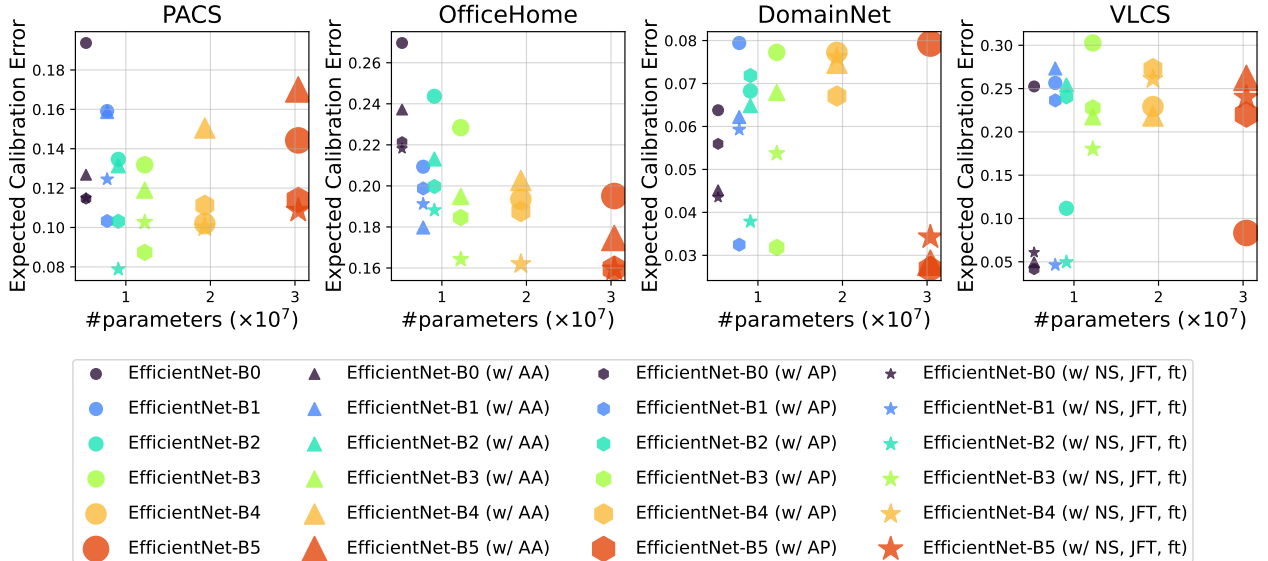 PACS
Expected Calibration Error
0.18
0.16
0.14
0.12
0.10
0.08
1
2
3
#parameters (×10⁷)
OfficeHome
Expected Calibration Error
0.26
0.24
0.22
0.20
0.18
0.16
1
2
3
#parameters (×10⁷)
DomainNet
Expected Calibration Error
0.08
0.07
0.06
0.05
0.04
0.03
1
2
3
#parameters (×10⁷)
VLCS
Expected Calibration Error
0.30
0.25
0.20
0.15
0.10
0.05
1
2
3
#parameters (×10⁷)
EfficientNet-B0 EfficientNet-B0 (w/ AA) EfficientNet-B0 (w/ AP) EfficientNet-B0 (w/ NS, JFT, ft)
EfficientNet-B1 EfficientNet-B1 (w/ AA) EfficientNet-B1 (w/ AP) EfficientNet-B1 (w/ NS, JFT, ft)
EfficientNet-B2 EfficientNet-B2 (w/ AA) EfficientNet-B2 (w/ AP) EfficientNet-B2 (w/ NS, JFT, ft)
EfficientNet-B3 EfficientNet-B3 (w/ AA) EfficientNet-B3 (w/ AP) EfficientNet-B3 (w/ NS, JFT, ft)
EfficientNet-B4 EfficientNet-B4 (w/ AA) EfficientNet-B4 (w/ AP) EfficientNet-B4 (w/ NS, JFT, ft)
EfficientNet-B5 EfficientNet-B5 (w/ AA) EfficientNet-B5 (w/ AP) EfficientNet-B5 (w/ NS, JFT, ft)